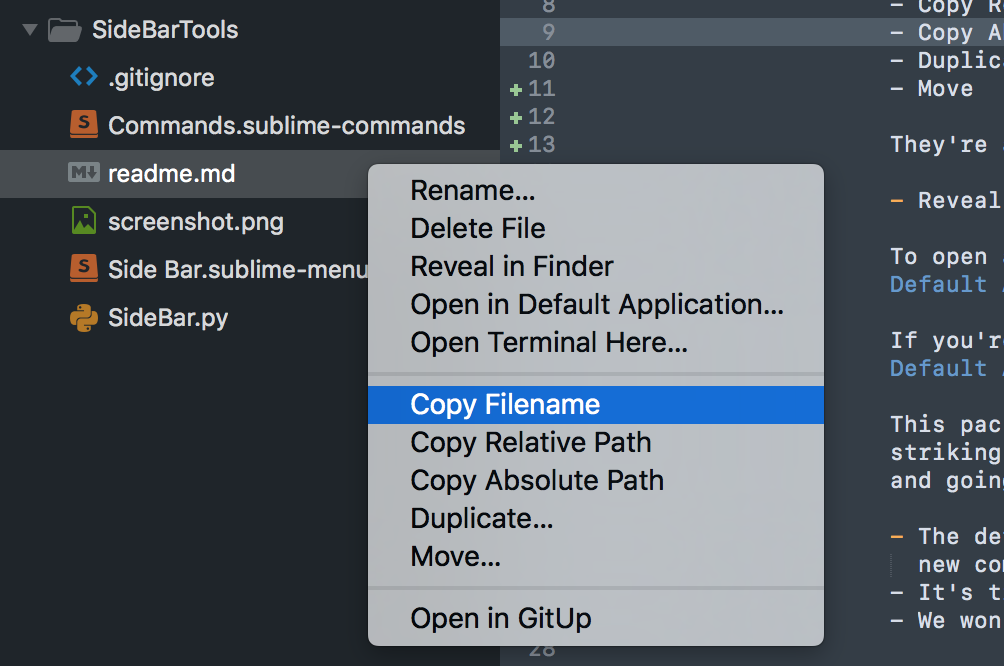 SideBarTools
.gitignore
Commands.sublime-commands
readme.md
screenshot.png
Side Bar.sublime-menu
SideBar.py
Rename...
Delete File
Reveal in Finder
Open in Default Application...
Open Terminal Here...
Copy Filename
Copy Relative Path
Copy Absolute Path
Duplicate...
Move...
Open in GitUp
8 - Copy R
9 - Copy A
10 - Duplic
11 - Move
12
13 They're
- Reveal
To open
Default
If you'r
Default
This pac
striking
and goin
- The de
new co
- It's t
- We won
28